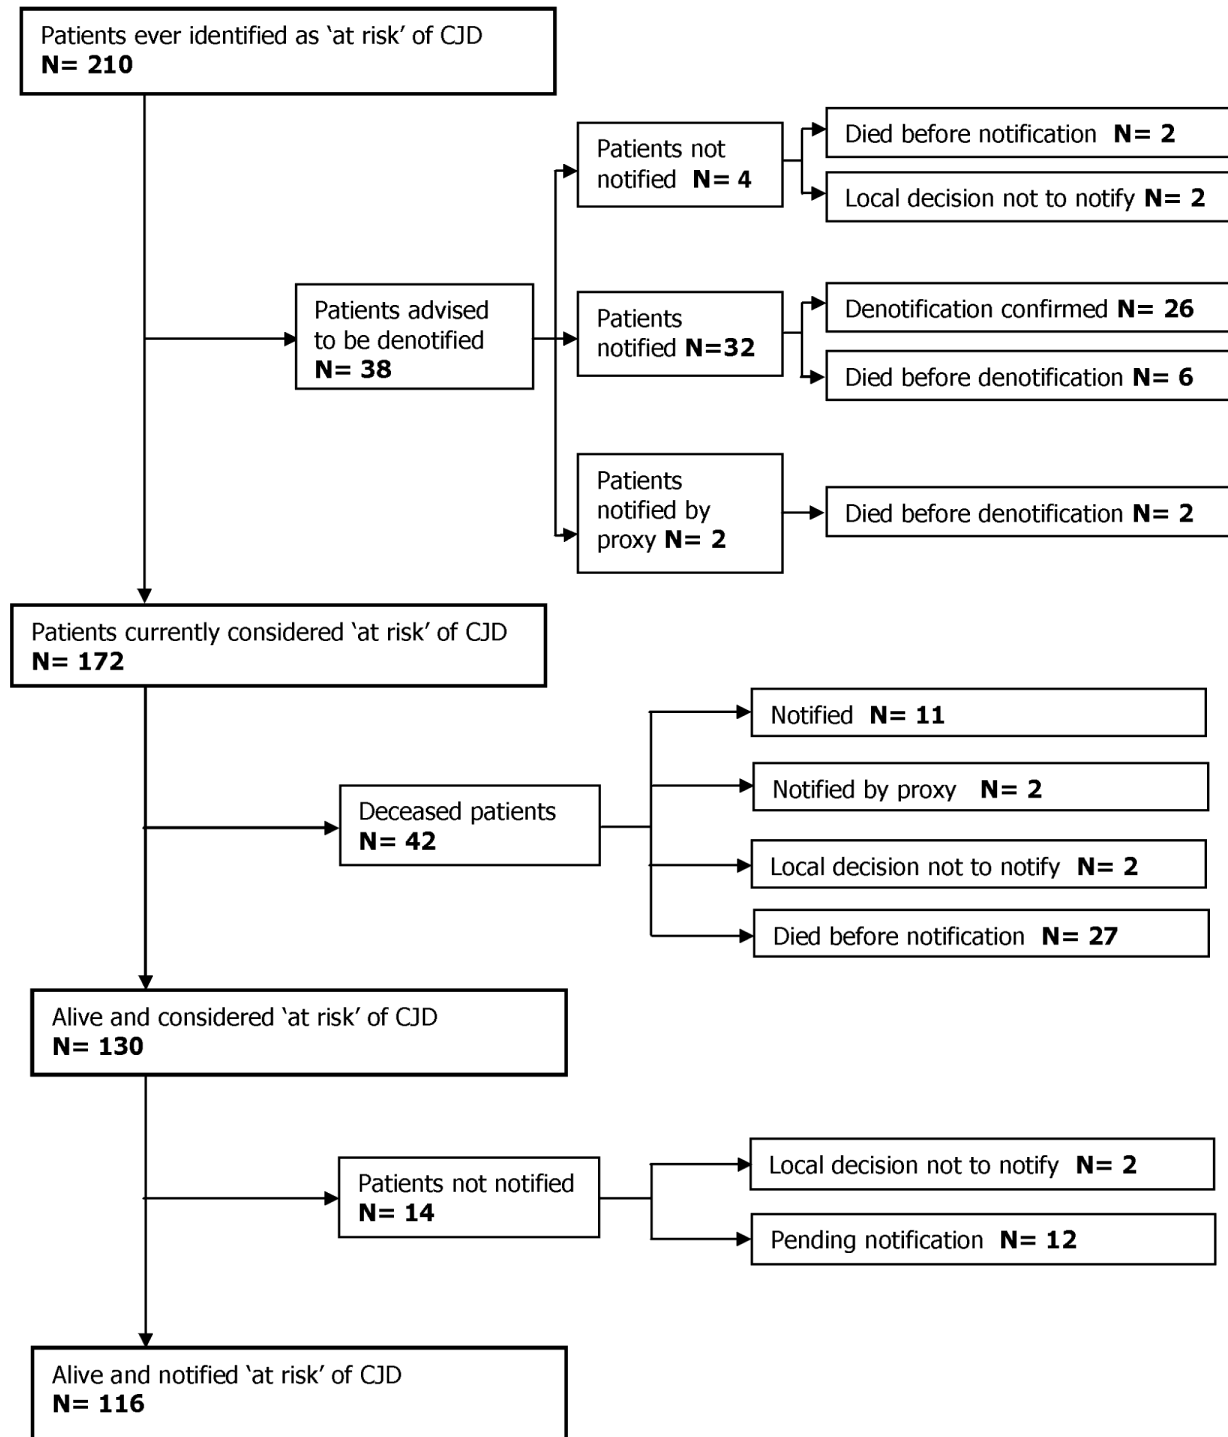 Patients ever identified as ‘at risk’ of CJD
N= 210
Patients not
notified N= 4
Died before notification N= 2
Local decision not to notify N= 2
Patients advised
to be denotified
N= 38
Patients
notified N=32
Denotification confirmed N= 26
Died before denotification N= 6
Patients
notified by
proxy N= 2
Died before denotification N= 2
Patients currently considered ‘at risk’ of CJD
N= 172
Notified N= 11
Notified by proxy N= 2
Deceased patients
N= 42
Local decision not to notify N= 2
Died before notification N= 27
Alive and considered ‘at risk’ of CJD
N= 130
Patients not notified
N= 14
Local decision not to notify N= 2
Pending notification N= 12
Alive and notified ‘at risk’ of CJD
N= 116